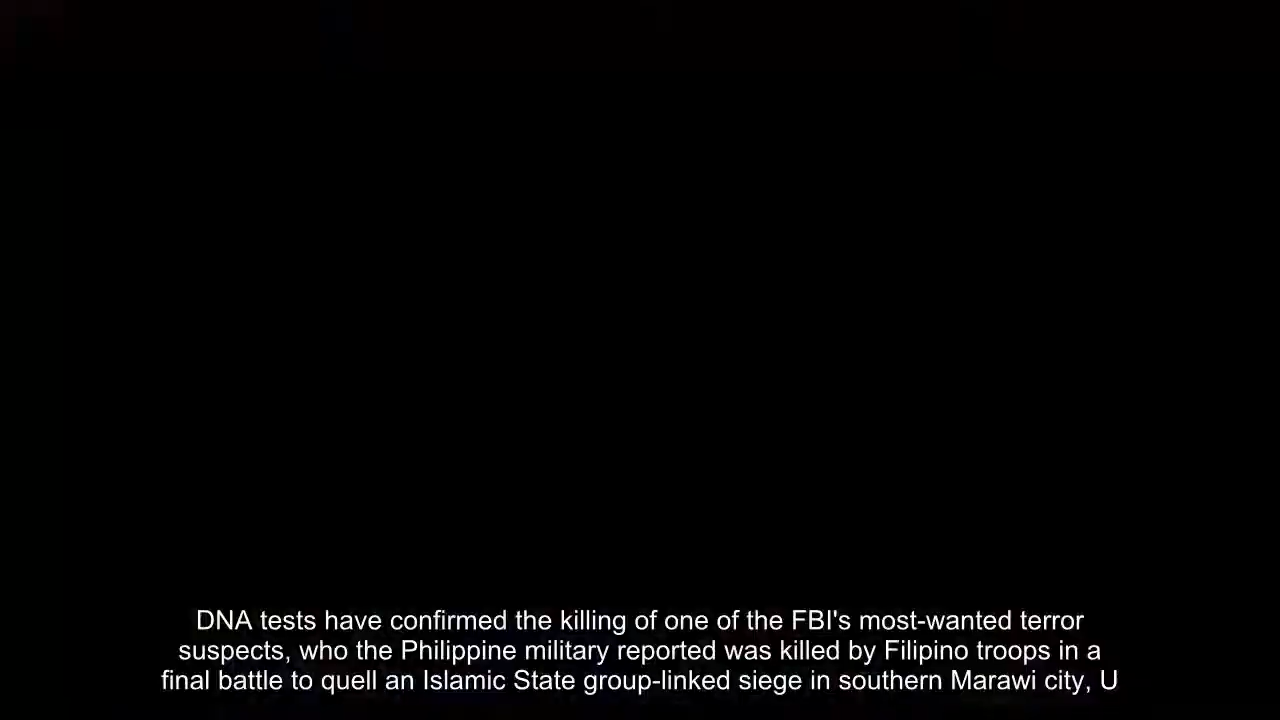 DNA tests have confirmed the killing of one of the FBI's most-wanted terror
suspects, who the Philippine military reported was killed by Filipino troops in a
final battle to quell an Islamic State group-linked siege in southern Marawi city, U